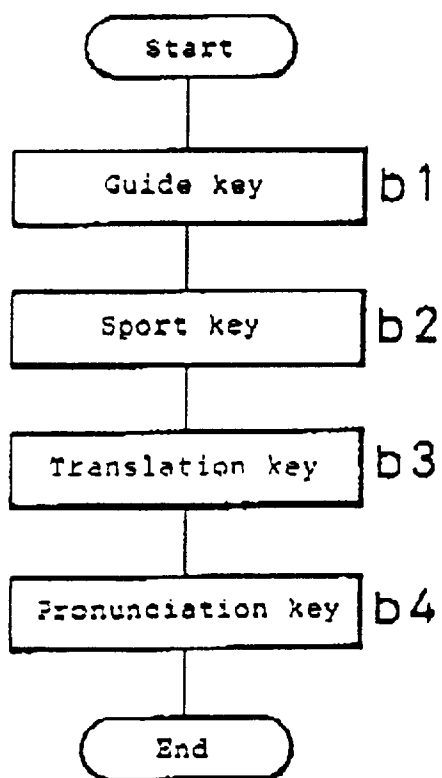 Start
Guide key b1
Sport key b2
Translation key b3
Pronunciation key b4
End